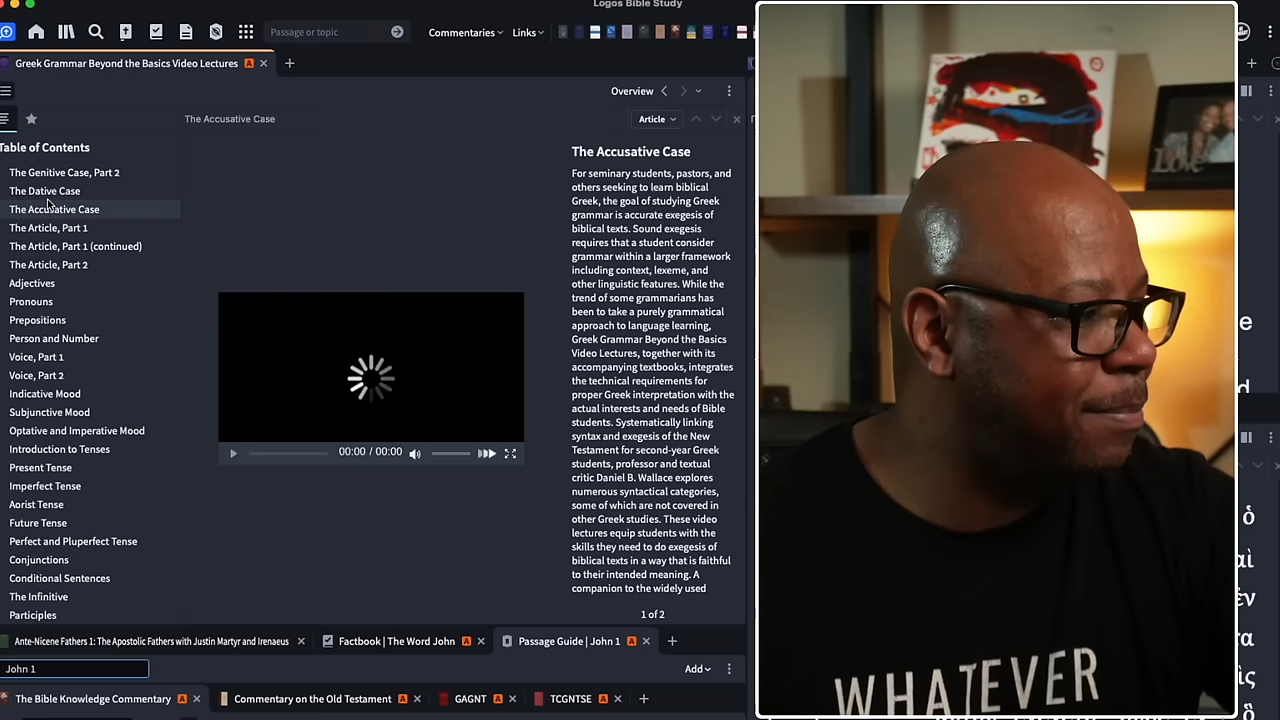 Logos Bible Study
Passage or topic
Commentaries
Links
Greek Grammar Beyond the Basics Video Lectures A
Overview
The Accusative Case
Article
Table of Contents
The Genitive Case, Part 2
The Dative Case
The Accusative Case
The Article, Part 1
The Article, Part 1 (continued)
The Article, Part 2
Adjectives
Pronouns
Prepositions
Person and Number
Voice, Part 1
Voice, Part 2
Indicative Mood
Subjunctive Mood
Optative and Imperative Mood
Introduction to Tenses
Present Tense
Imperfect Tense
Aorist Tense
Future Tense
Perfect and Pluperfect Tense
Conjunctions
Conditional Sentences
The Infinitive
Participles
00:00 / 00:00
The Accusative Case
For seminary students, pastors, and
others seeking to learn biblical
Greek, the goal of studying Greek
grammar is accurate exegesis of
biblical texts. Sound exegesis
requires that a student consider
grammar within a larger framework
including context, lexeme, and
other linguistic features. While the
trend of some grammarians has
been to take a purely grammatical
approach to language learning,
Greek Grammar Beyond the Basics
Video Lectures, together with its
accompanying textbooks, integrates
the technical requirements for
proper Greek interpretation with the
actual interests and needs of Bible
students. Systematically linking
syntax and exegesis of the New
Testament for second-year Greek
students, professor and textual
critic Daniel B. Wallace explores
numerous syntactical categories,
some of which are not covered in
other Greek studies. These video
lectures equip students with the
skills they need to do exegesis of
biblical texts in a way that is faithful
to their intended meaning. A
companion to the widely used
1 of 2
Ante-Nicene Fathers 1: The Apostolic Fathers with Justin Martyr and Irenaeus
Factbook | The Word John A
Passage Guide | John 1 A
John 1
Add
The Bible Knowledge Commentary A
Commentary on the Old Testament A
GAGNT A
TCGNTSE A
Love
WHATEVER
e
d
ὁ
αὶ
ἐν
τα
ὶς
ὁ